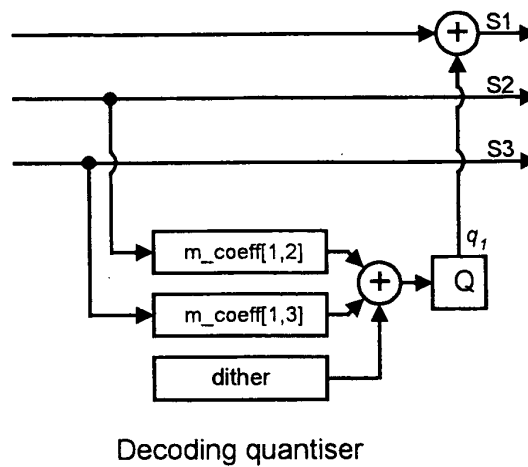 +
S1
S2
S3
m_coeff[1,2]
q1
+
Q
m_coeff[1,3]
dither
Decoding quantiser